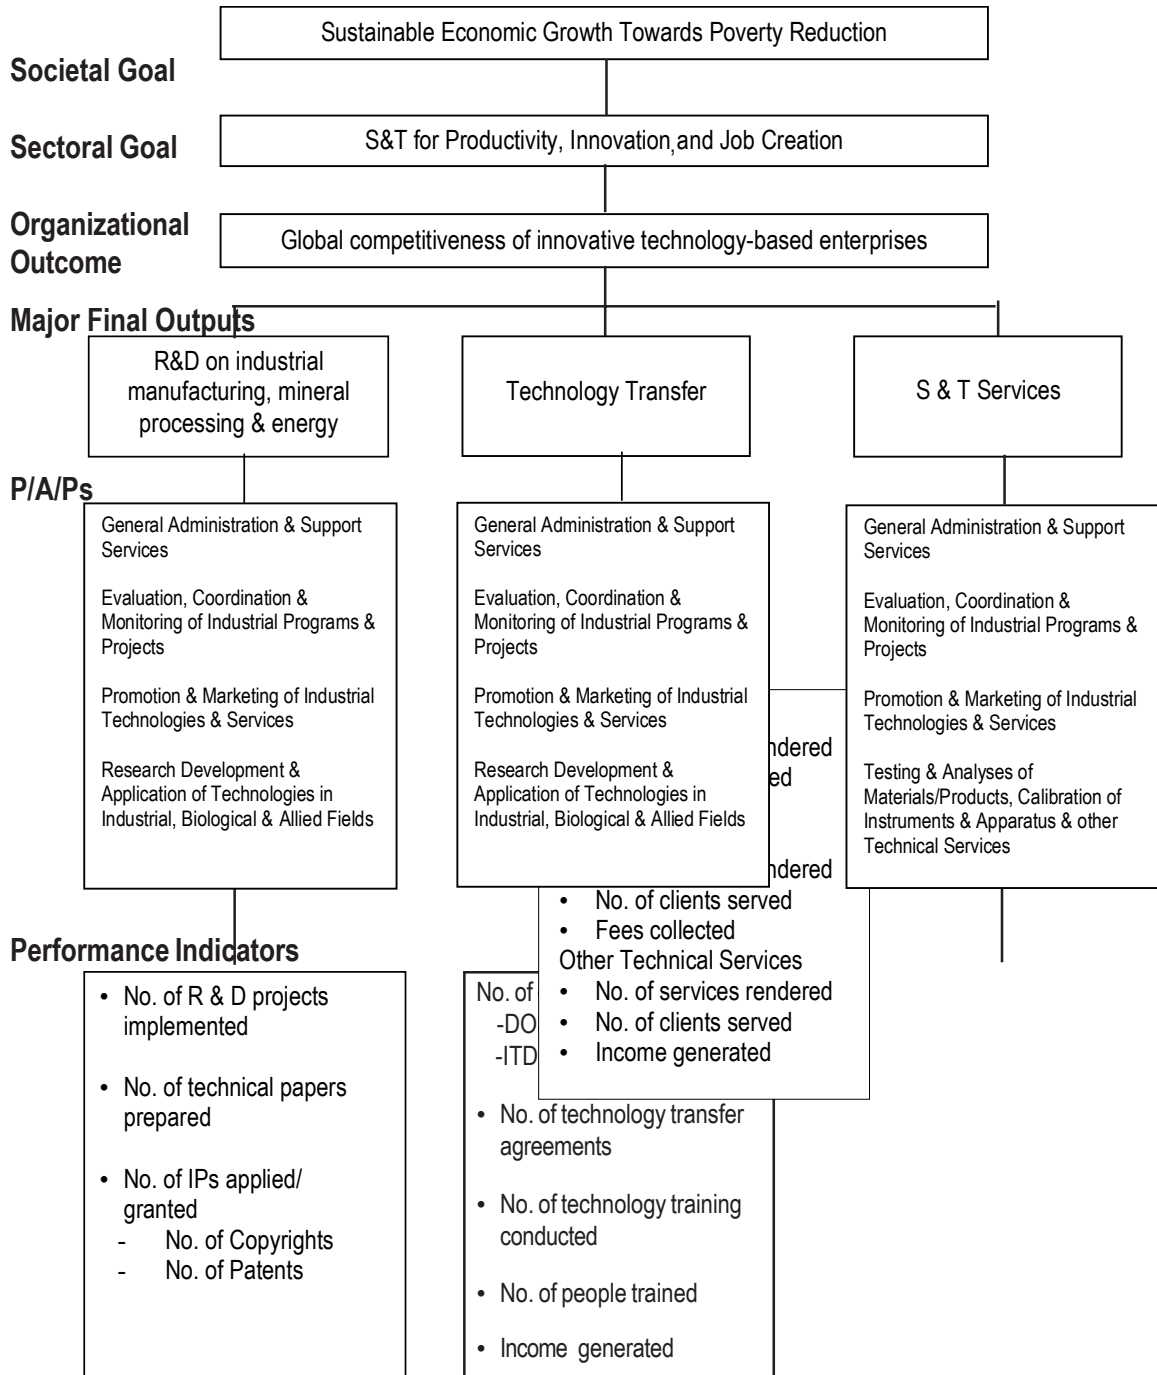 Sustainable Economic Growth Towards Poverty Reduction
Societal Goal
Sectoral Goal
S&T for Productivity, Innovation,and Job Creation
Organizational
Outcome
Global competitiveness of innovative technology-based enterprises
Major Final Outputs
R&D on industrial
manufacturing, mineral
processing & energy
Technology Transfer
S & T Services
P/A/Ps
General Administration & Support
Services
Evaluation, Coordination &
Monitoring of Industrial Programs &
Projects
Promotion & Marketing of Industrial
Technologies & Services
Research Development &
Application of Technologies in
Industrial, Biological & Allied Fields
General Administration & Support
Services
Evaluation, Coordination &
Monitoring of Industrial Programs &
Projects
Promotion & Marketing of Industrial
Technologies & Services
Research Development &
Application of Technologies in
Industrial, Biological & Allied Fields
General Administration & Support
Services
Evaluation, Coordination &
Monitoring of Industrial Programs &
Projects
Promotion & Marketing of Industrial
Technologies & Services
Testing & Analyses of
Materials/Products, Calibration of
Instruments & Apparatus & other
Technical Services
Performance Indicators
• No. of R & D projects
implemented
• No. of technical papers
prepared
• No. of IPs applied/
granted
- No. of Copyrights
- No. of Patents
No. of
• No. of technology transfer
agreements
• No. of technology training
conducted
• No. of people trained
• Income generated
• No. of clients served
• Fees collected
Other Technical Services
• No. of services rendered
• No. of clients served
• Income generated